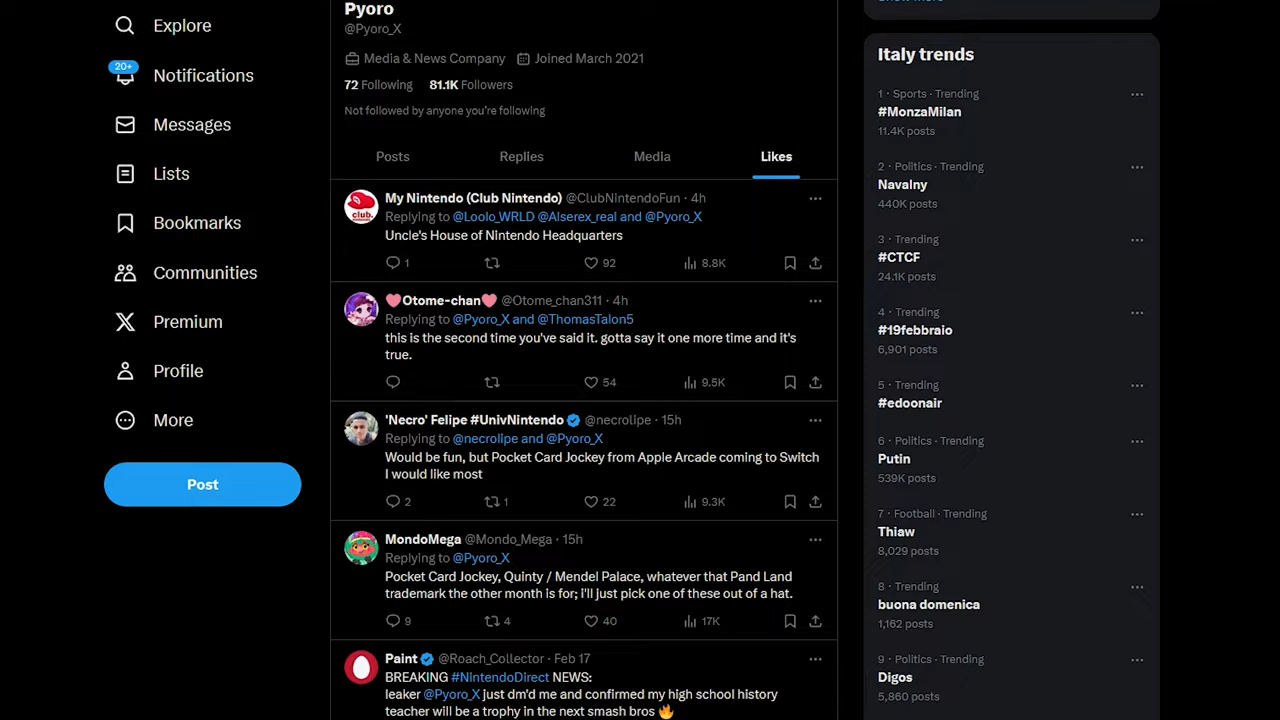 Explore
20+
Notifications
Messages
Lists
Bookmarks
Communities
Premium
Profile
More
Post
Pyoro
@Pyoro_X
Media & News Company Joined March 2021
72 Following 81.1K Followers
Not followed by anyone you're following
Posts Replies Media Likes
club.
My Nintendo (Club Nintendo) @ClubNintendoFun · 4h
Replying to @Loolo_WRLD @Alserex_real and @Pyoro_X
Uncle's House of Nintendo Headquarters
1 92 8.8K
🩷Otome-chan🩷 @Otome_chan311 · 4h
Replying to @Pyoro_X and @ThomasTalon5
this is the second time you've said it. gotta say it one more time and it's
true.
54 9.5K
'Necro' Felipe #UnivNintendo @necrolipe · 15h
Replying to @necrolipe and @Pyoro_X
Would be fun, but Pocket Card Jockey from Apple Arcade coming to Switch
I would like most
2 1 22 9.3K
MondoMega @Mondo_Mega · 15h
Replying to @Pyoro_X
Pocket Card Jockey, Quinty / Mendel Palace, whatever that Pand Land
trademark the other month is for; i'll just pick one of these out of a hat.
9 4 40 17K
Paint @Roach_Collector · Feb 17
BREAKING #NintendoDirect NEWS:
leaker @Pyoro_X just dm'd me and confirmed my high school history
teacher will be a trophy in the next smash bros 🔥
Italy trends
1 · Sports · Trending
#MonzaMilan
11.4K posts
2 · Politics · Trending
Navalny
440K posts
3 · Trending
#CTCF
24.1K posts
4 · Trending
#19febbraio
6,901 posts
5 · Trending
#edoonair
6 · Politics · Trending
Putin
539K posts
7 · Football · Trending
Thiaw
8,029 posts
8 · Trending
buona domenica
1,162 posts
9 · Politics · Trending
Digos
5,860 posts